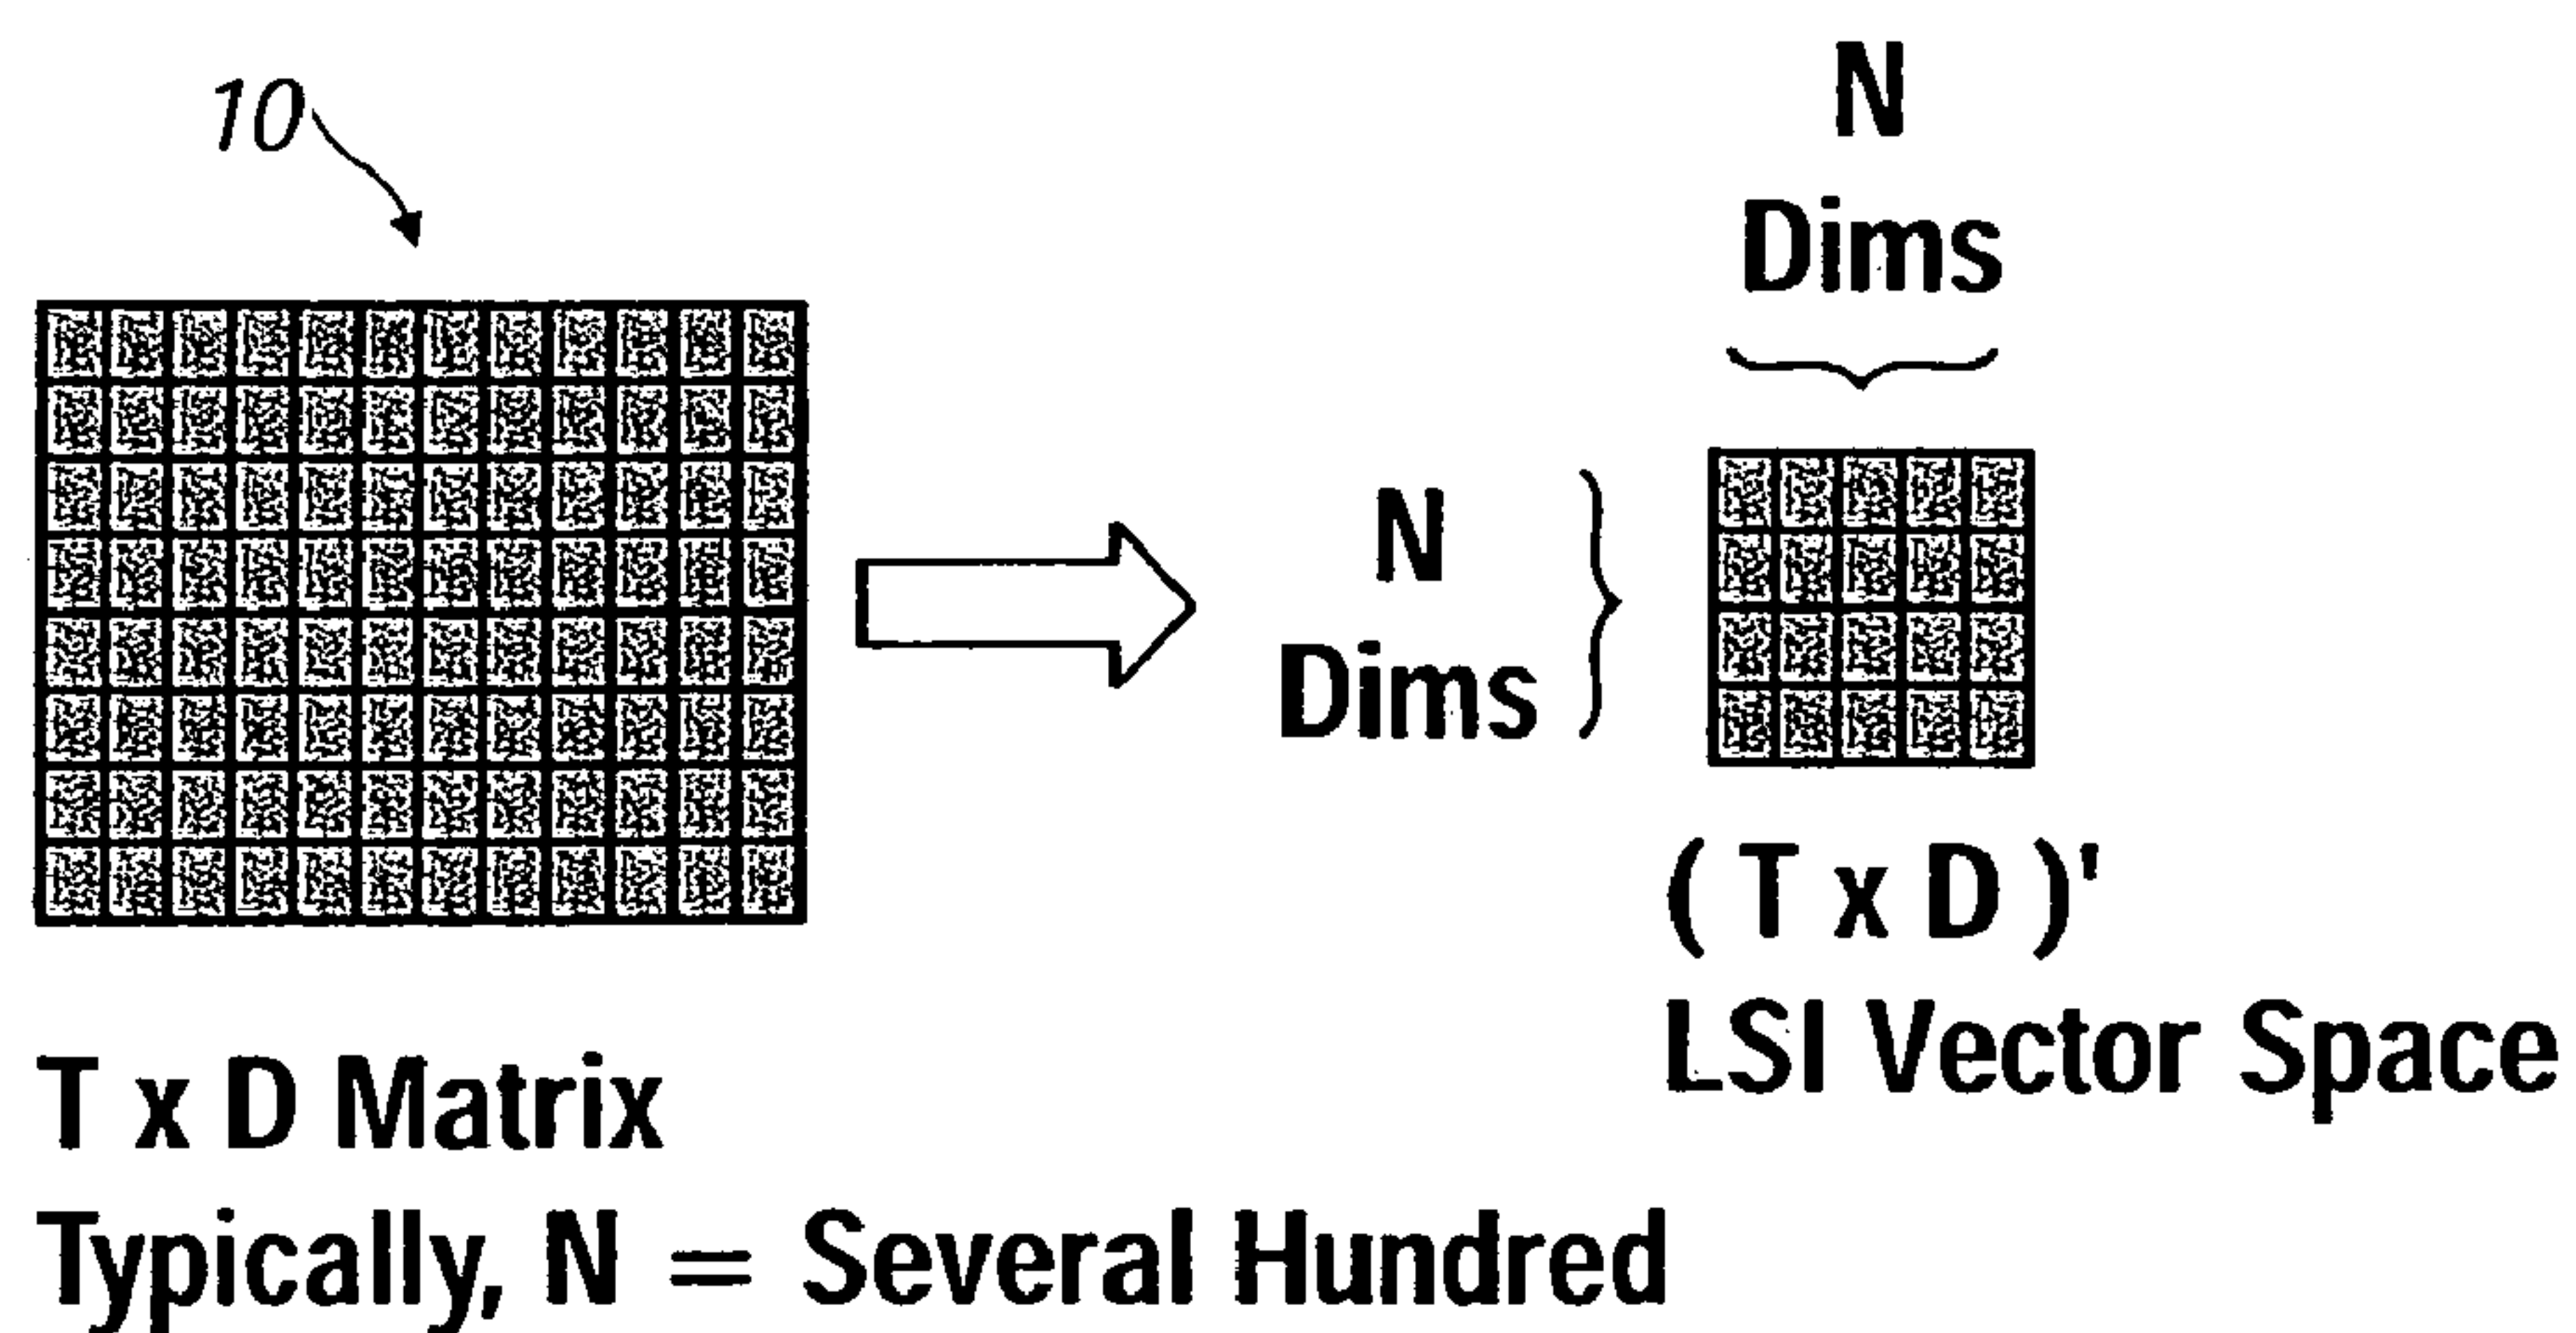 10
N
Dims
N
Dims
( T x D )'
LSI Vector Space
T x D Matrix
Typically, N = Several Hundred